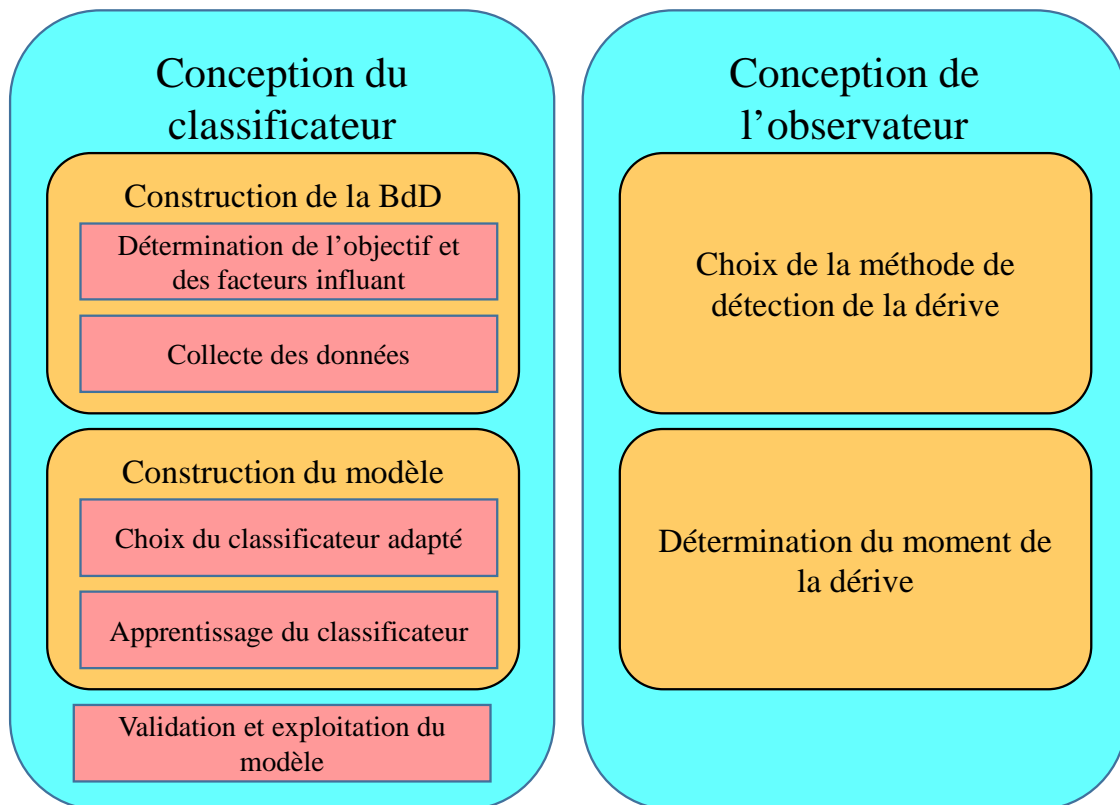 Conception du
classificateur
Construction de la BdD
Détermination de l’objectif et
des facteurs influant
Collecte des données
Construction du modèle
Choix du classificateur adapté
Apprentissage du classificateur
Validation et exploitation du
modèle
Conception de
l’observateur
Choix de la méthode de
détection de la dérive
Détermination du moment de
la dérive